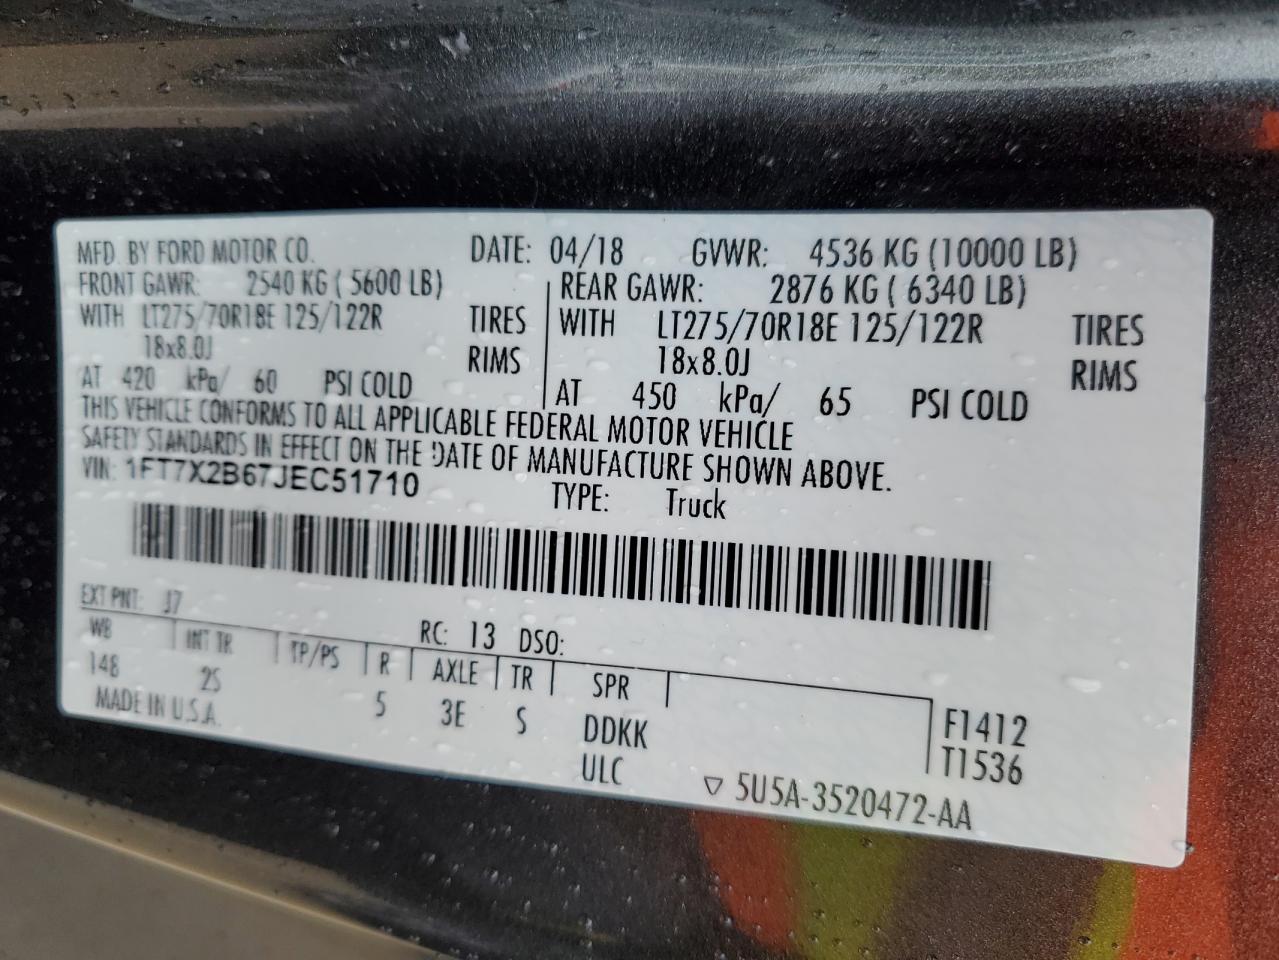 MFD. BY FORD MOTOR CO. DATE: 04/18 GVWR: 4536 KG (10000 LB)
FRONT GAWR: 2540 KG ( 5600 LB) REAR GAWR: 2876 KG ( 6340 LB)
WITH LT275/70R18E 125/122R TIRES WITH LT275/70R18E 125/122R TIRES
18x8.0J RIMS 18x8.0J RIMS
AT 420 kPa/ 60 PSI COLD AT 450 kPa/ 65 PSI COLD
THIS VEHICLE CONFORMS TO ALL APPLICABLE FEDERAL MOTOR VEHICLE
SAFETY STANDARDS IN EFFECT ON THE DATE OF MANUFACTURE SHOWN ABOVE.
VIN: 1FT7X2B67JEC51710 TYPE: Truck
EXT PNT: J7 RC: 13 DSO:
WB INT TR TP/PS R AXLE TR SPR
148 25 5 3E S DDKK F1412
MADE IN U.S.A. ULC T1536
▽ 5U5A-3520472-AA